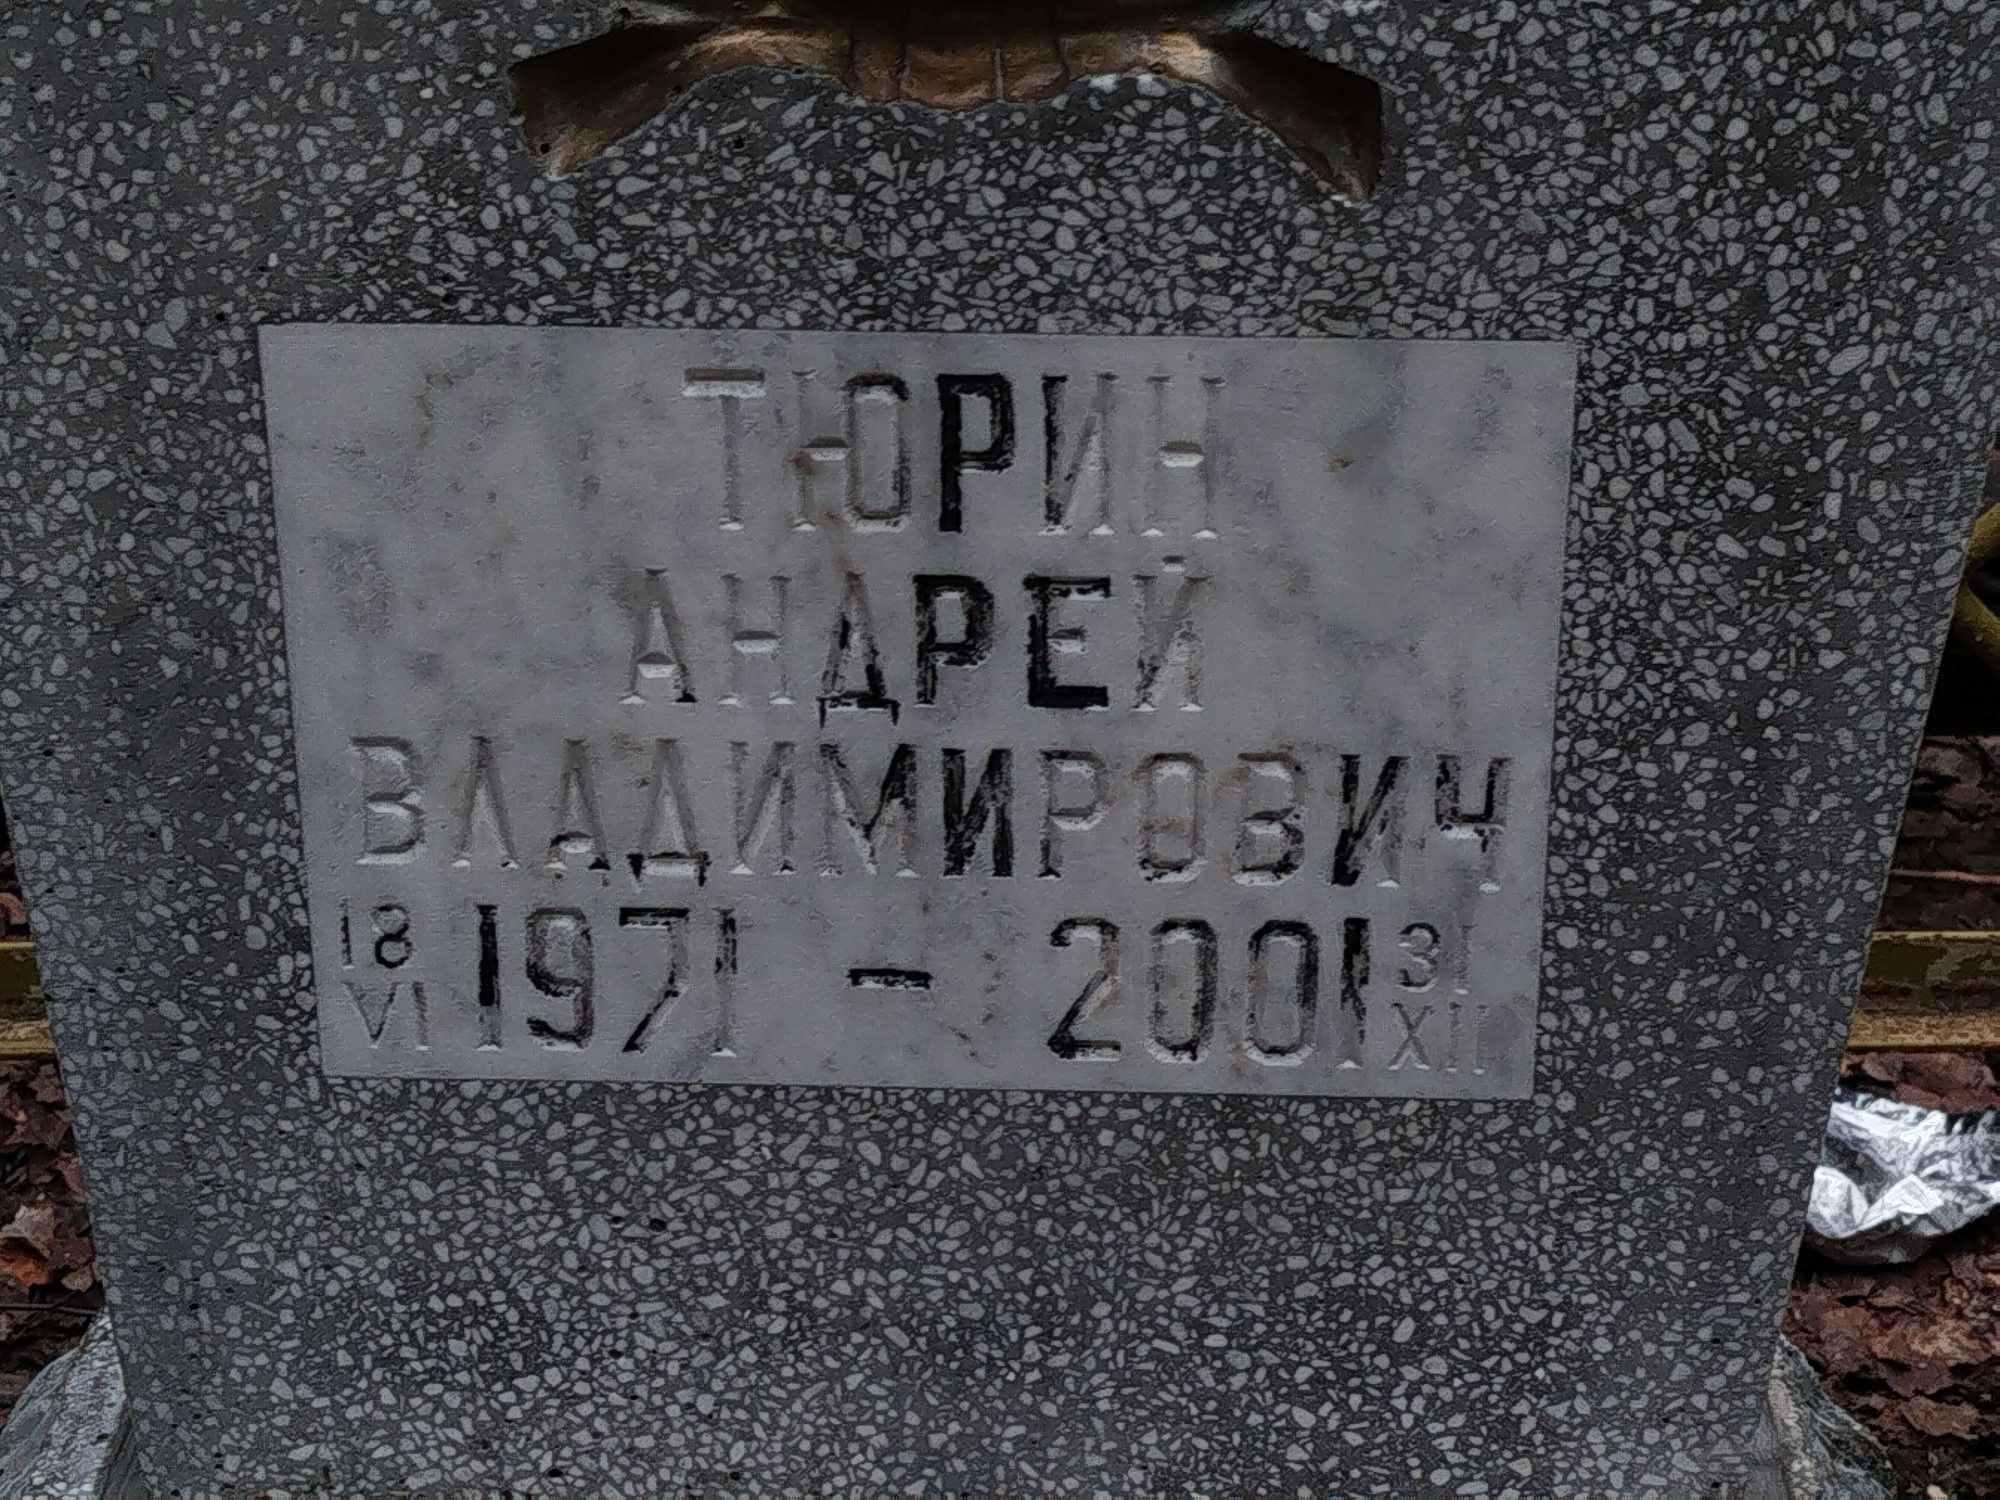 ТЮРИН
АНДРЕЙ
ВЛАДИМИРОВИЧ
18 VI 1971 - 2001 31 XII